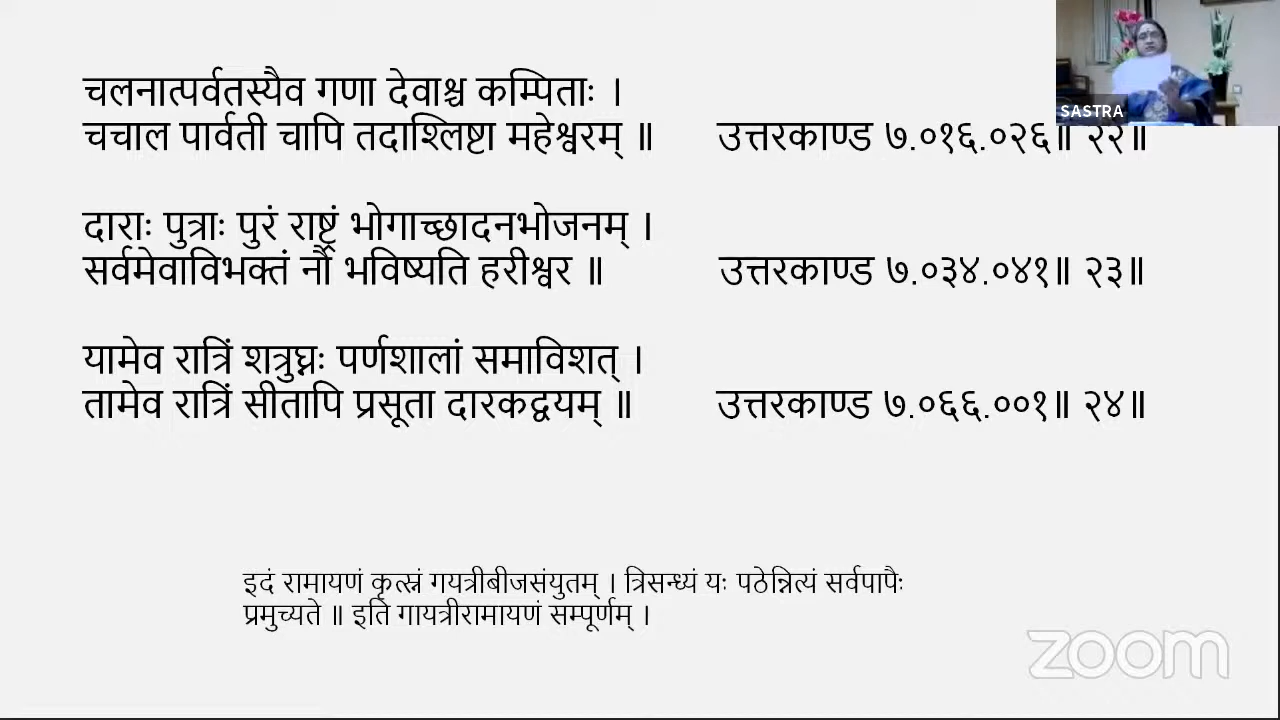 चलनात्पर्वतस्यैव गणा देवाश्च कम्पिताः ।
चचाल पार्वती चापि तदाश्लिष्टा महेश्वरम् ॥ उत्तरकाण्ड ७.०१६.०२६॥ २२॥
दाराः पुत्राः पुरं राष्ट्रं भोगाच्छादनभोजनम् ।
सर्वमेवाविभक्तं नौ भविष्यति हरीश्वर ॥ उत्तरकाण्ड ७.०३४.०४१॥ २३॥
यामेव रात्रिं शत्रुघ्नः पर्णशालां समाविशत् ।
तामेव रात्रिं सीतापि प्रसूता दारकद्वयम् ॥ उत्तरकाण्ड ७.०६६.००१॥ २४॥
इदं रामायणं कृत्स्नं गयत्रीबीजसंयुतम् । त्रिसन्ध्यं यः पठेन्नित्यं सर्वपापैः
प्रमुच्यते ॥ इति गायत्रीरामायणं सम्पूर्णम् ।
SASTRA
zoom